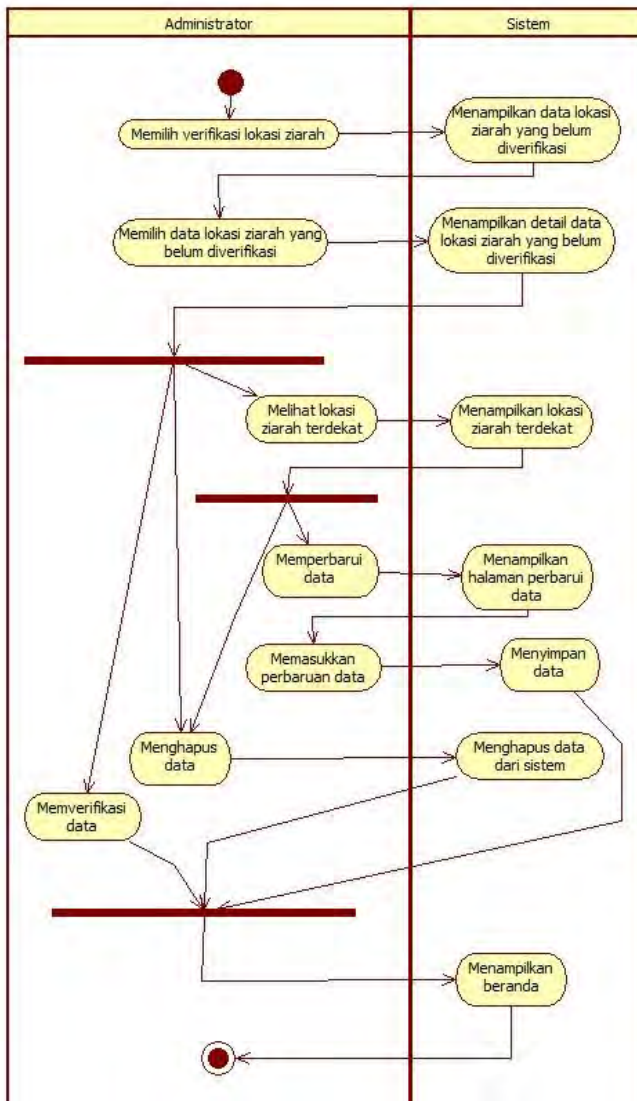 Administrator
Sistem
Memilih verifikasi lokasi ziarah
Menampilkan data lokasi
ziarah yang belum
diverifikasi
Memilih data lokasi ziarah yang
belum diverifikasi
Menampilkan detail data
lokasi ziarah yang belum
diverifikasi
Melihat lokasi
ziarah terdekat
Menampilkan lokasi
ziarah terdekat
Memperbarui
data
Menampilkan
halaman perbarui
data
Memasukkan
perbaruan data
Menyimpan
data
Menghapus
data
Menghapus data
dari sistem
Memverifikasi
data
Menampilkan
beranda